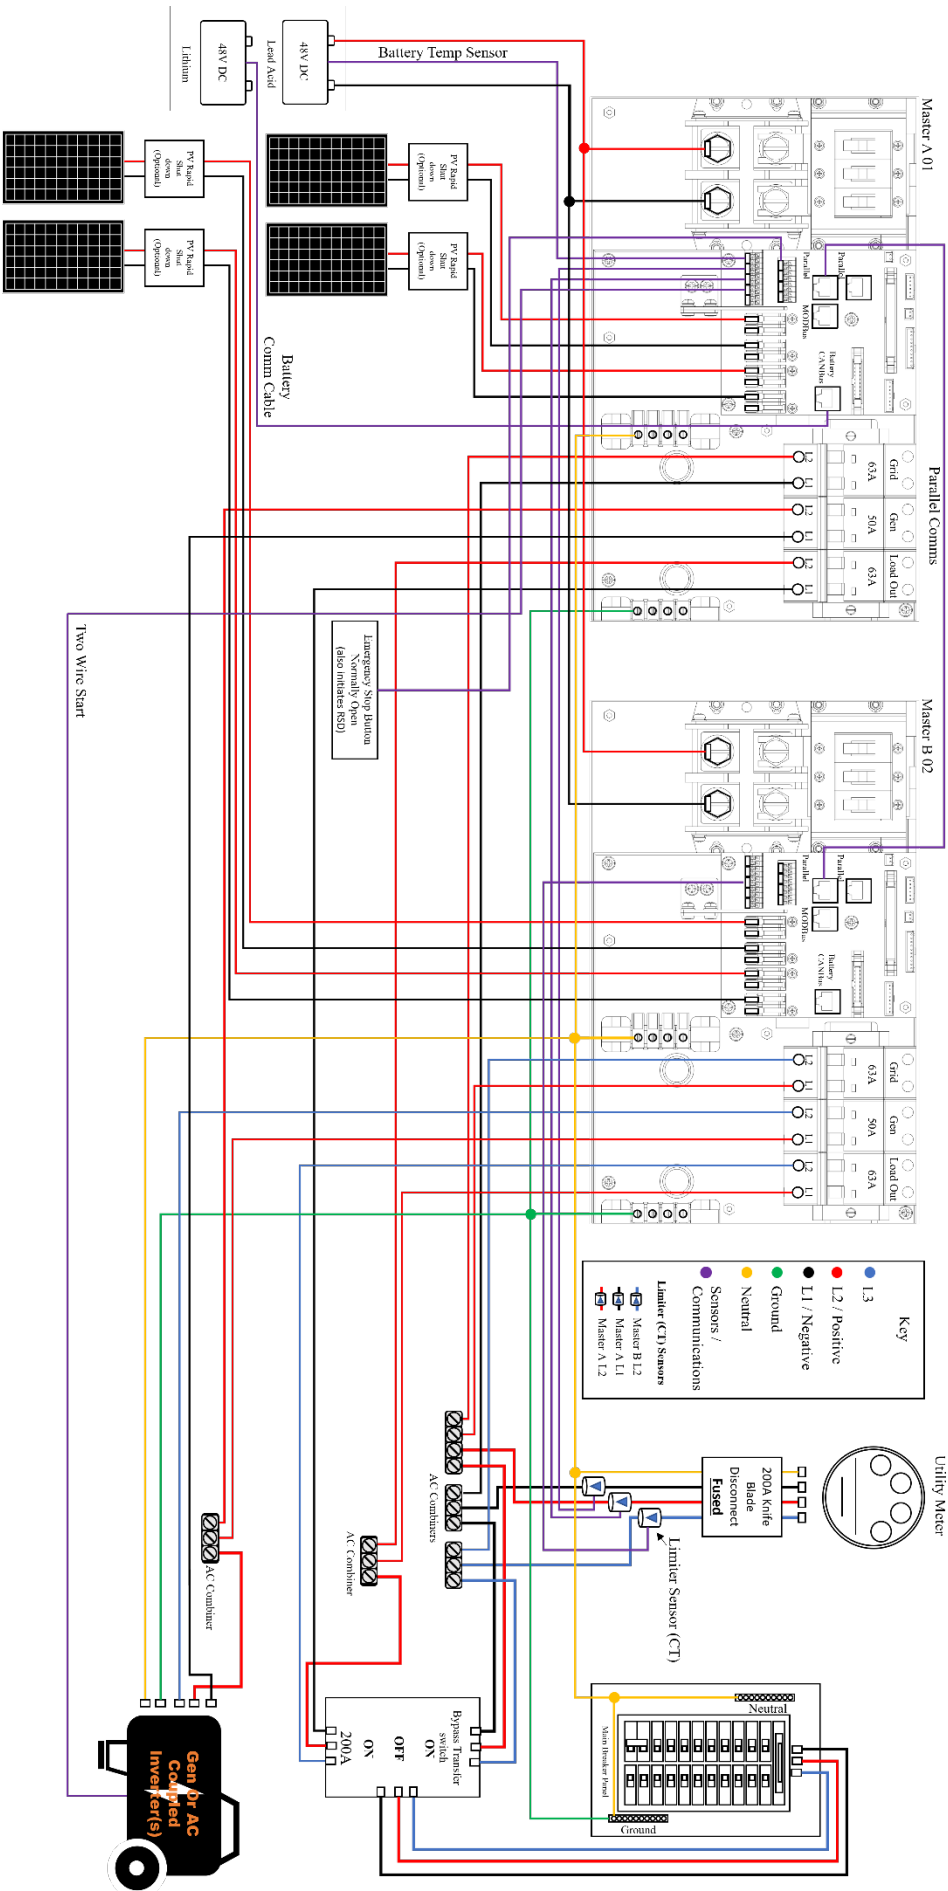 Master A 01
Parallel Comms
Master B 02
Utility Meter
48V DC
Lithium
48V DC
Lead Acid
Battery Temp Sensor
PV Rapid
Shut
down
(Optional)
PV Rapid
Shut
down
(Optional)
PV Rapid
Shut
down
(Optional)
PV Rapid
Shut
down
(Optional)
Battery
Comm Cable
Parallel
Parallel
MODBus
Battery
CANBus
Grid
63A
L2
L1
Gen
50A
L2
L1
Load Out
63A
L2
L1
Two Wire Start
Emergency Stop Button
Normally Open
(also initiates RSD)
Parallel
Parallel
MODBus
Battery
CANBus
Grid
63A
L2
L1
Gen
50A
L2
L1
Load Out
63A
L2
L1
Key
L3
L2 / Positive
L1 / Negative
Ground
Neutral
Sensors /
Communications
Limiter (CT) Sensors
Master B L2
Master A L1
Master A L2
200A Knife
Blade
Disconnect
Fused
Limiter Sensor (CT)
AC Combiners
AC Combiner
AC Combiner
Bypass Transfer
switch
ON
OFF
ON
200A
Neutral
Main Breaker Panel
Ground
Gen Or AC
Coupled
Inverter(s)